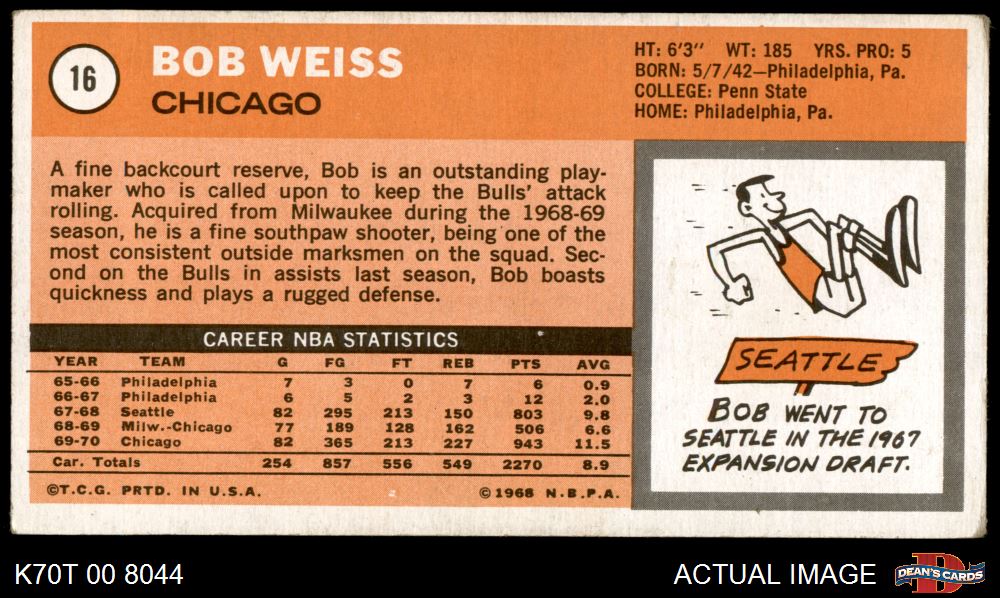 16
BOB WEISS
CHICAGO
HT: 6'3" WT: 185 YRS. PRO: 5
BORN: 5/7/42—Philadelphia, Pa.
COLLEGE: Penn State
HOME: Philadelphia, Pa.
A fine backcourt reserve, Bob is an outstanding play-
maker who is called upon to keep the Bulls' attack
rolling. Acquired from Milwaukee during the 1968-69
season, he is a fine southpaw shooter, being one of the
most consistent outside marksmen on the squad. Sec-
ond on the Bulls in assists last season, Bob boasts
quickness and plays a rugged defense.
CAREER NBA STATISTICS
YEAR TEAM G FG FT REB PTS AVG
65-66 Philadelphia 7 3 0 7 6 0.9
66-67 Philadelphia 6 5 2 3 12 2.0
67-68 Seattle 82 295 213 150 803 9.8
68-69 Milw.-Chicago 77 189 128 162 506 6.6
69-70 Chicago 82 365 213 227 943 11.5
Car. Totals 254 857 556 549 2270 8.9
©T.C.G. PRTD. IN U.S.A. ©1968 N.B.P.A.
SEATTLE
BOB WENT TO
SEATTLE IN THE 1967
EXPANSION DRAFT.
K70T 00 8044
ACTUAL IMAGE
DEAN'S CARDS